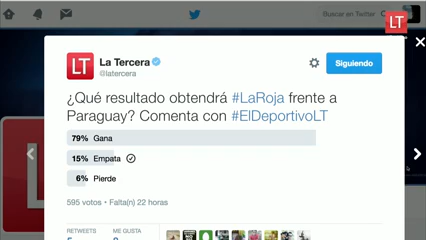 Buscar en Twitter
LT
LT
La Tercera
@latercera
Siguiendo
¿Qué resultado obtendrá #LaRoja frente a
Paraguay? Comenta con #ElDeportivoLT
79% Gana
15% Empata
6% Pierde
595 votos • Falta(n) 22 horas
RETWEETS
ME GUSTA